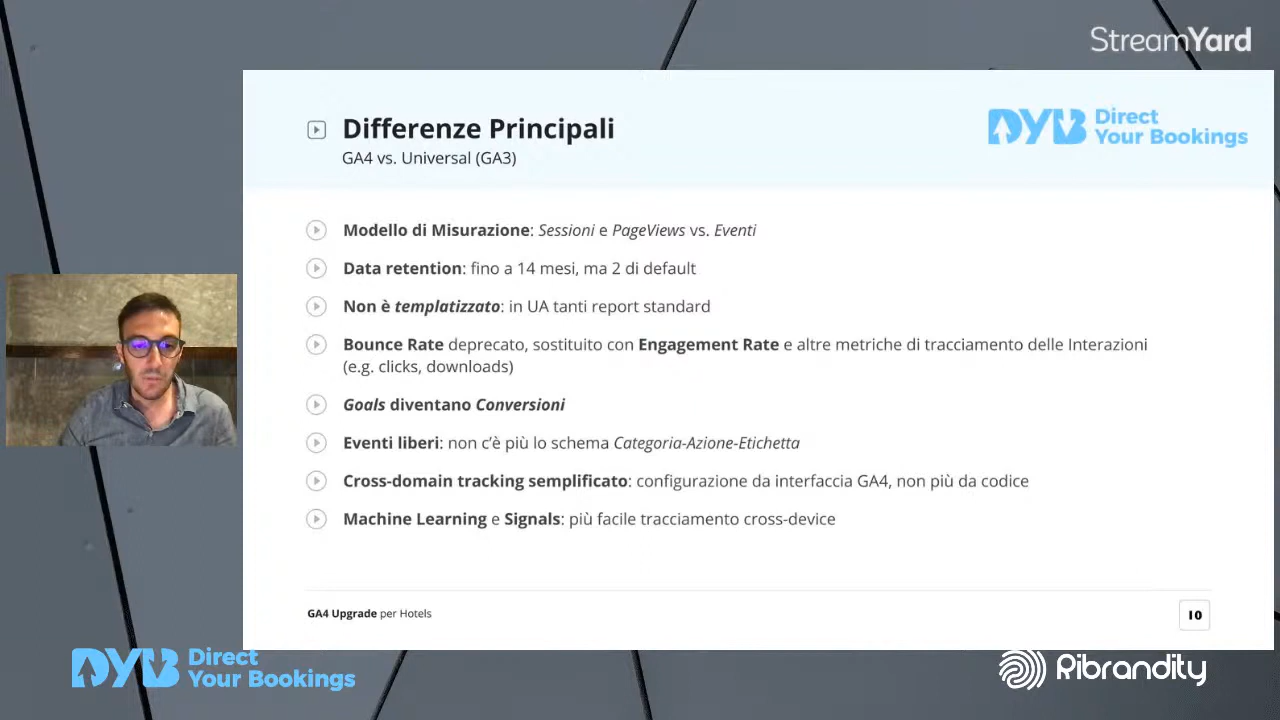 StreamYard
Differenze Principali
GA4 vs. Universal (GA3)
DYB Direct
Your Bookings
Modello di Misurazione: Sessioni e PageViews vs. Eventi
Data retention: fino a 14 mesi, ma 2 di default
Non è templatizzato: in UA tanti report standard
Bounce Rate deprecato, sostituito con Engagement Rate e altre metriche di tracciamento delle Interazioni
(e.g. clicks, downloads)
Goals diventano Conversioni
Eventi liberi: non c'è più lo schema Categoria-Azione-Etichetta
Cross-domain tracking semplificato: configurazione da interfaccia GA4, non più da codice
Machine Learning e Signals: più facile tracciamento cross-device
GA4 Upgrade per Hotels
10
DYB Direct
Your Bookings
Ribrandity